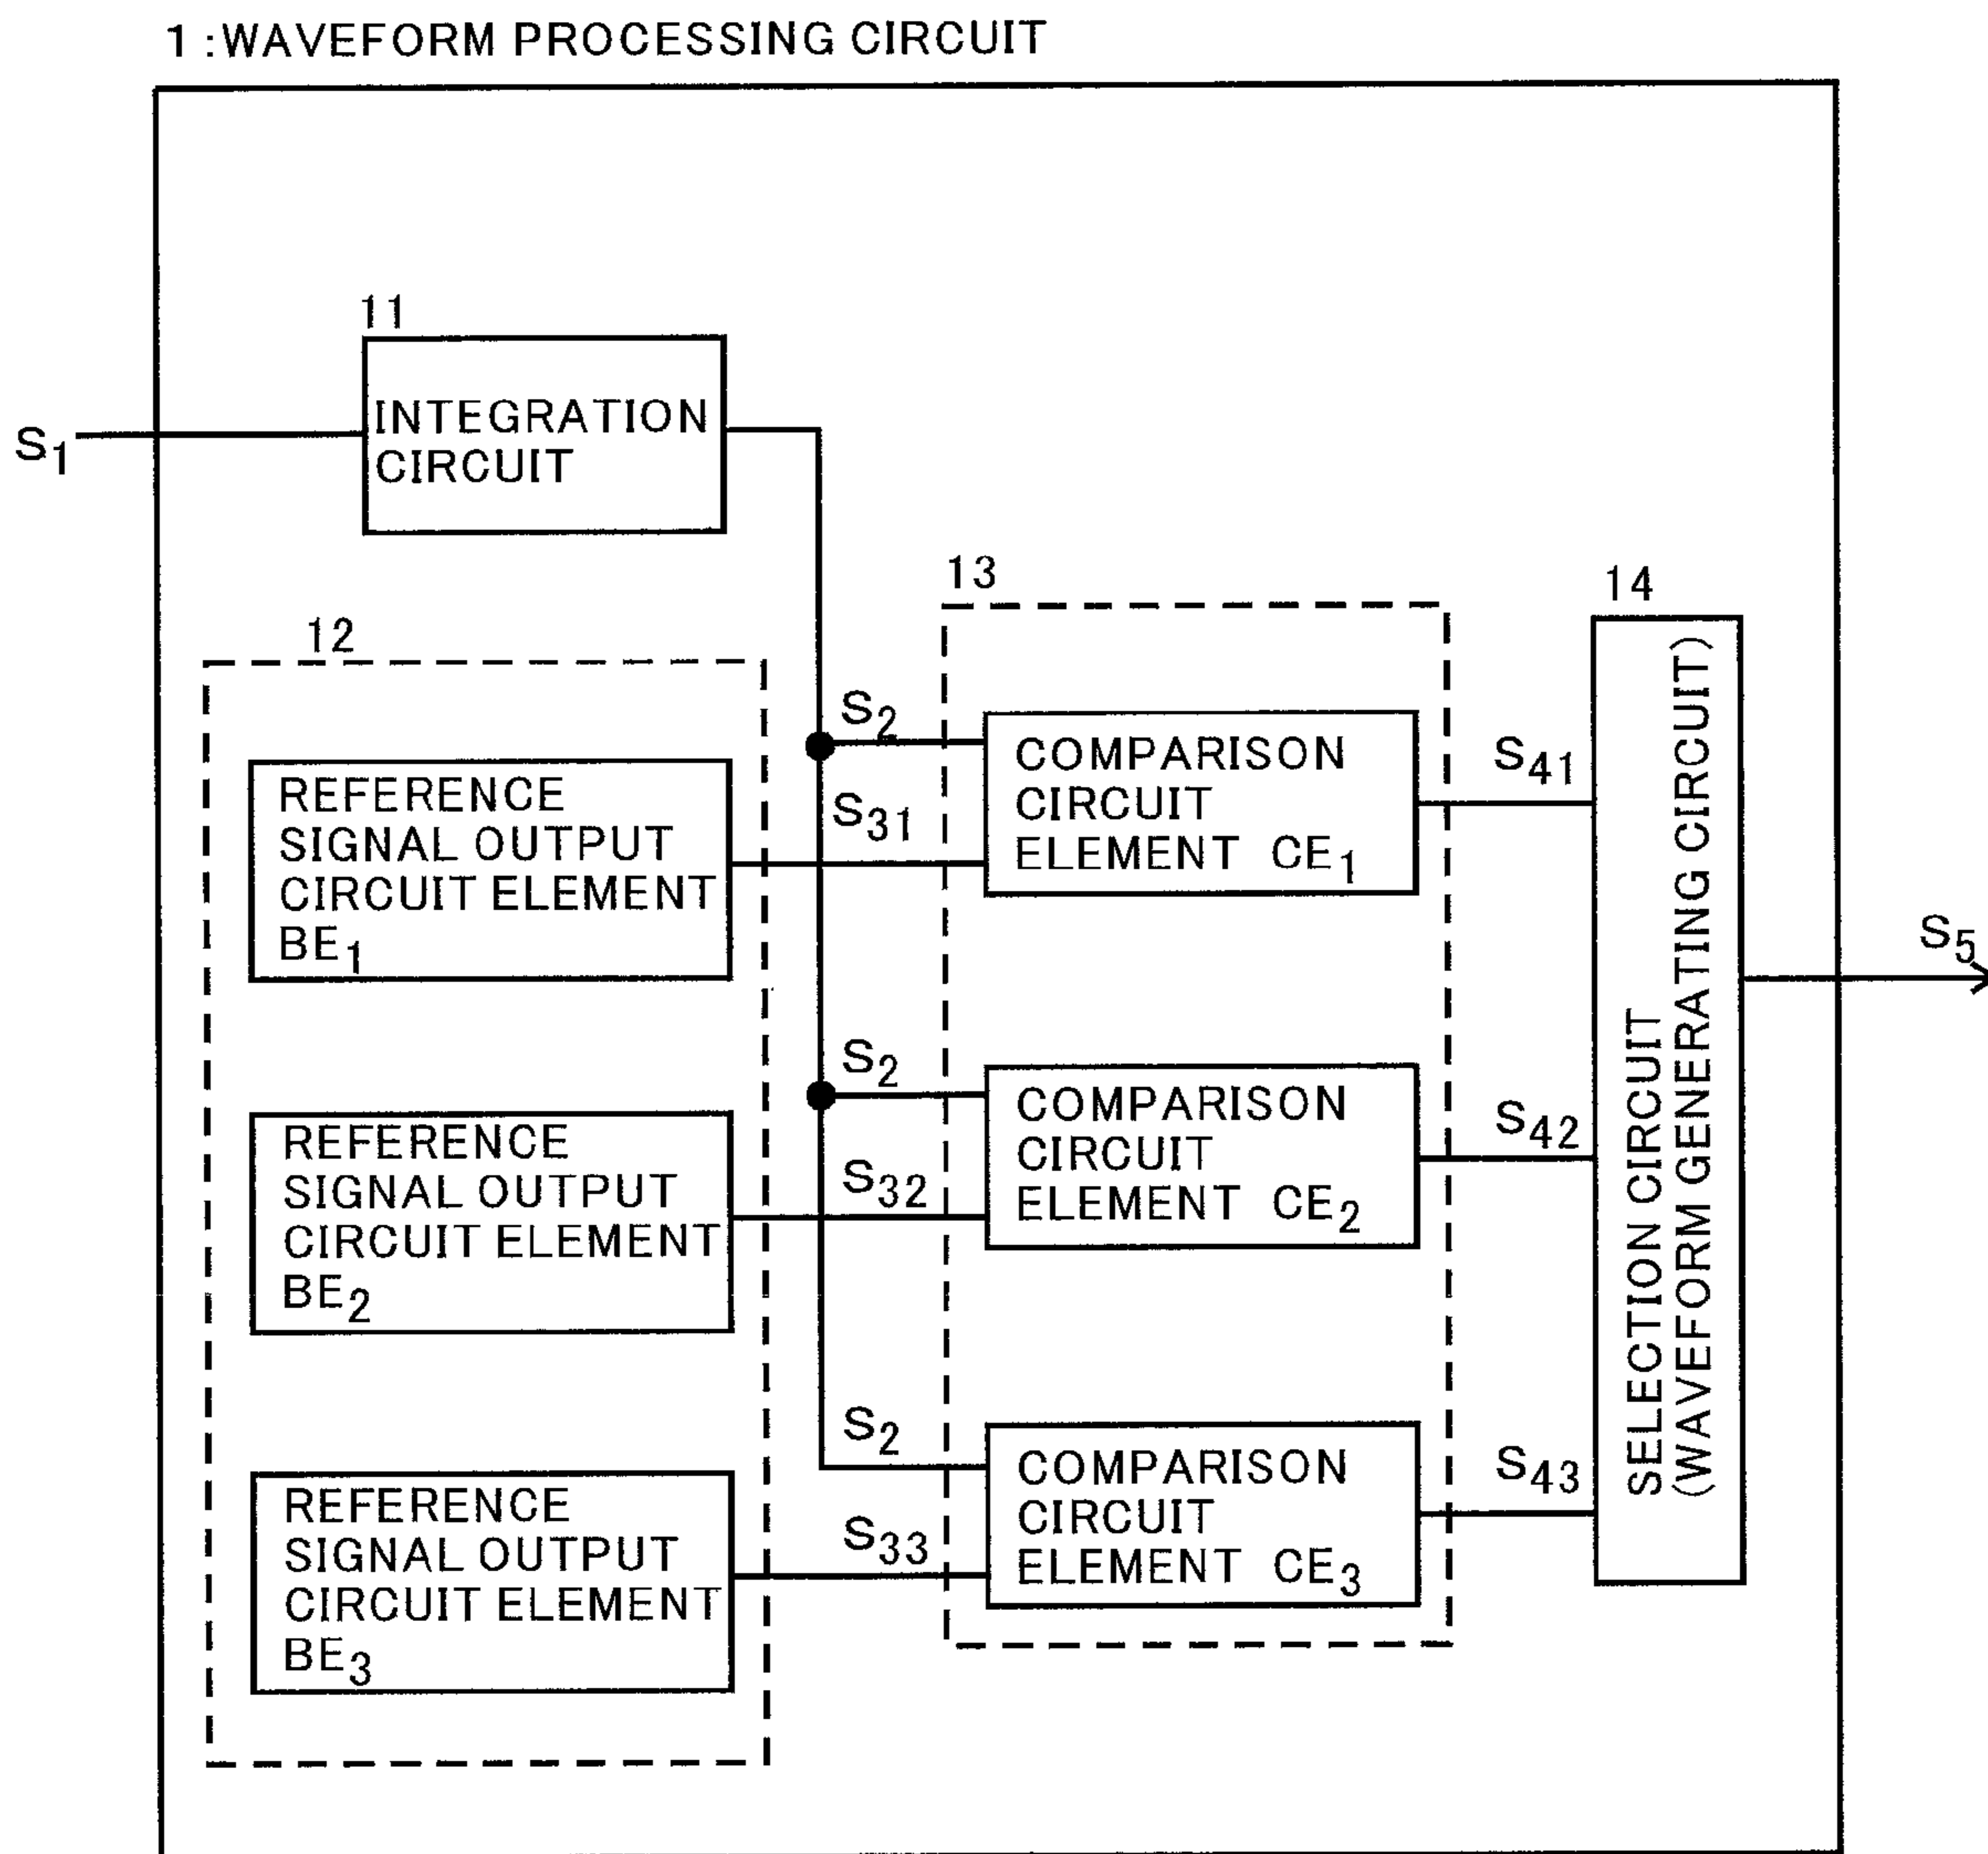 1 :WAVEFORM PROCESSING CIRCUIT
11
S1
INTEGRATION
CIRCUIT
12
REFERENCE
SIGNAL OUTPUT
CIRCUIT ELEMENT
BE1
REFERENCE
SIGNAL OUTPUT
CIRCUIT ELEMENT
BE2
REFERENCE
SIGNAL OUTPUT
CIRCUIT ELEMENT
BE3
S2
S31
S2
S32
S2
S33
13
COMPARISON
CIRCUIT
ELEMENT CE1
COMPARISON
CIRCUIT
ELEMENT CE2
COMPARISON
CIRCUIT
ELEMENT CE3
S41
S42
S43
14
SELECTION CIRCUIT
(WAVEFORM GENERATING CIRCUIT)
S5